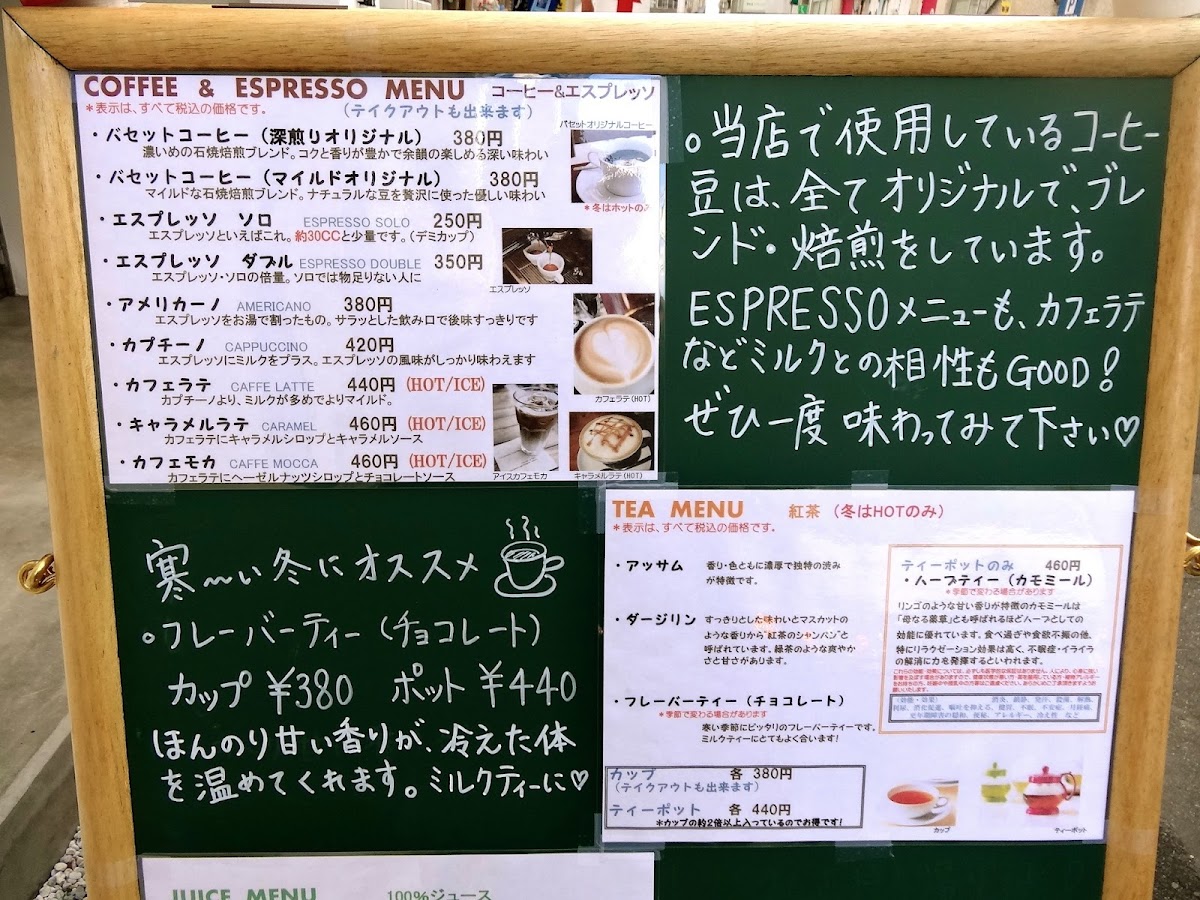 COFFEE & ESPRESSO MENU コーヒー&エスプレッソ
*表示は、すべて税込の価格です。 (テイクアウトも出来ます)
・バセットコーヒー(深煎りオリジナル) 380円
濃いめの石焼焙煎ブレンド。コクと香りが豊かで余韻の楽しめる深い味わい
・バセットコーヒー(マイルドオリジナル) 380円
マイルドな石焼焙煎ブレンド。ナチュラルな豆を贅沢に使った優しい味わい
・エスプレッソ ソロ ESPRESSO SOLO 250円
エスプレッソといえばこれ。約30CCと少量です。(デミカップ)
・エスプレッソ ダブル ESPRESSO DOUBLE 350円
エスプレッソ・ソロの倍量。ソロでは物足りない人に
・アメリカーノ AMERICANO 380円
エスプレッソをお湯で割ったもの。サラッとした飲み口で後味すっきりです
・カプチーノ CAPPUCCINO 420円
エスプレッソにミルクをプラス。エスプレッソの風味がしっかり味わえます
・カフェラテ CAFFE LATTE 440円 (HOT/ICE)
カプチーノより、ミルクが多めでよりマイルド。
・キャラメルラテ CARAMEL 460円 (HOT/ICE)
カフェラテにキャラメルシロップとキャラメルソース
・カフェモカ CAFFE MOCCA 460円 (HOT/ICE)
カフェラテにヘーゼルナッツシロップとチョコレートソース
バセットオリジナルコーヒー
*冬はホットのみ
エスプレッソ
カフェラテ(HOT)
アイスカフェモカ
キャラメルラテ(HOT)
。当店で使用しているコーヒー
豆は、全てオリジナルで、ブレ
ンド・焙煎をしています。
ESPRESSOメニューも、カフェラテ
などミルクとの相性もGOOD!
ぜひ一度味わってみて下さい♡
寒〜い冬にオススメ
。フレーバーティー(チョコレート)
カップ ¥380 ポット ¥440
ほんのり甘い香りが、冷えた体
を温めてくれます。ミルクティーに♡
TEA MENU 紅茶 (冬はHOTのみ)
*表示は、すべて税込の価格です。
・アッサム 香り・色ともに濃厚で独特の渋み
が特徴です。
・ダージリン すっきりとした味わいとマスカットの
ような香りから“紅茶のシャンパン”と
呼ばれています。緑茶のような爽やか
さと甘さがあります。
・フレーバーティー(チョコレート)
*季節で変わる場合があります
寒い季節にピッタリのフレーバーティーです。
ミルクティーにとてもよく合います!
カップ 各 380円
(テイクアウトも出来ます)
ティーポット 各 440円
*カップの約2倍以上入っているのでお得です!
ティーポットのみ 460円
・ハーブティー(カモミール)
*季節で変わる場合があります
リンゴのような甘い香りが特徴のカモミールは
「母なる薬草」とも呼ばれるほどハーブとしての
効能に優れています。食べ過ぎや食欲不振の他、
特にリラクゼーション効果は高く、不眠症・イライラ
の解消に力を発揮するといわれます。
カップ
ティーポット
JUICE MENU 100%ジュース